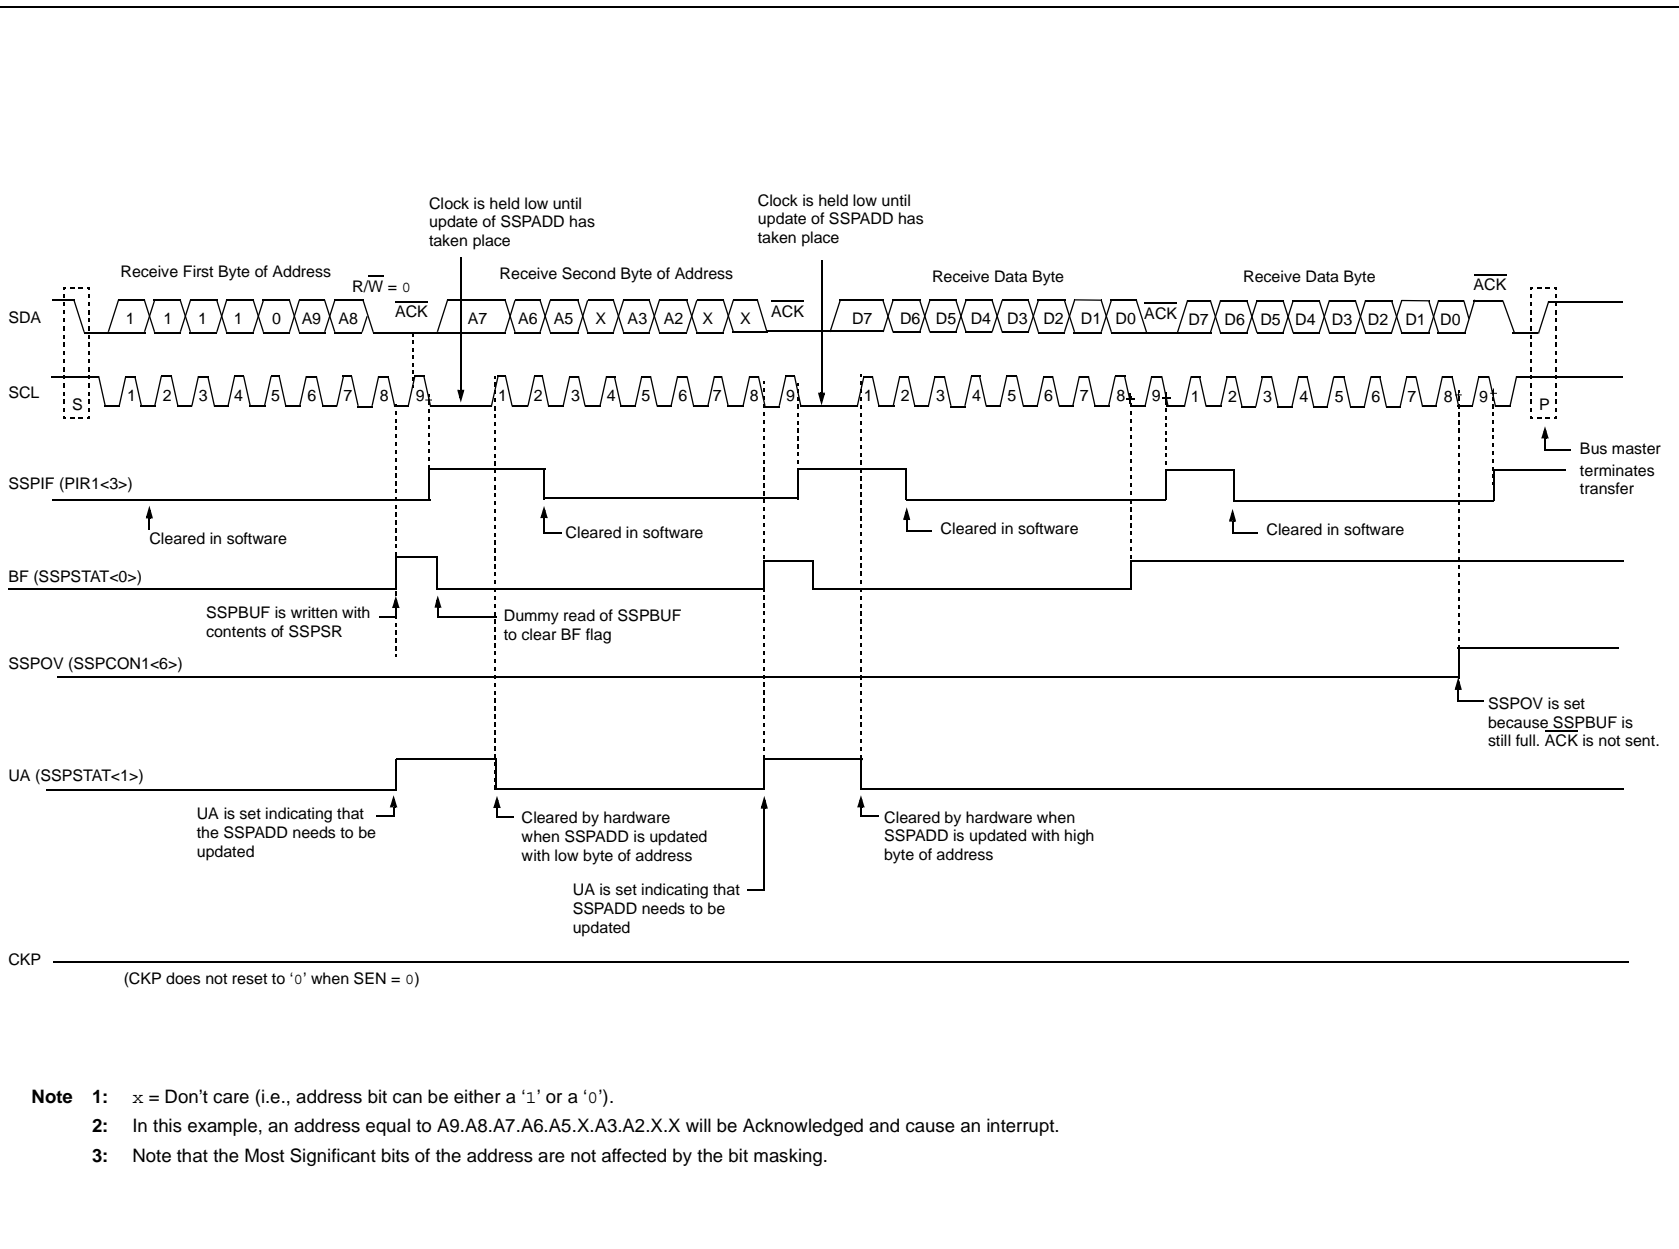 Clock is held low until
update of SSPADD has
taken place
Clock is held low until
update of SSPADD has
taken place
Receive First Byte of Address
R/W = 0
ACK
Receive Second Byte of Address
ACK
Receive Data Byte
ACK
Receive Data Byte
ACK
SDA
1 1 1 1 0 A9 A8 A7 A6 A5 X A3 A2 X X D7 D6 D5 D4 D3 D2 D1 D0 D7 D6 D5 D4 D3 D2 D1 D0
SCL
S 1 2 3 4 5 6 7 8 9 1 2 3 4 5 6 7 8 9 1 2 3 4 5 6 7 8 9 1 2 3 4 5 6 7 8 9 P
Bus master
terminates
transfer
SSPIF (PIR1<3>)
Cleared in software
Cleared in software
Cleared in software
Cleared in software
BF (SSPSTAT<0>)
SSPBUF is written with
contents of SSPSR
Dummy read of SSPBUF
to clear BF flag
SSPOV (SSPCON1<6>)
SSPOV is set
because SSPBUF is
still full. ACK is not sent.
UA (SSPSTAT<1>)
UA is set indicating that
the SSPADD needs to be
updated
Cleared by hardware
when SSPADD is updated
with low byte of address
UA is set indicating that
SSPADD needs to be
updated
Cleared by hardware when
SSPADD is updated with high
byte of address
CKP
(CKP does not reset to ‘0’ when SEN = 0)
Note 1: x = Don’t care (i.e., address bit can be either a ‘1’ or a ‘0’).
2: In this example, an address equal to A9.A8.A7.A6.A5.X.A3.A2.X.X will be Acknowledged and cause an interrupt.
3: Note that the Most Significant bits of the address are not affected by the bit masking.